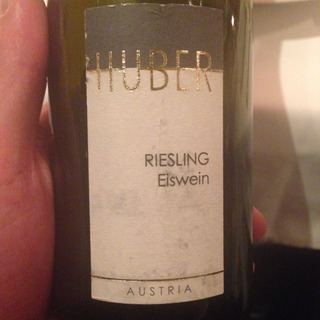 HUBER
RIESLING
Eiswein
AUSTRIA